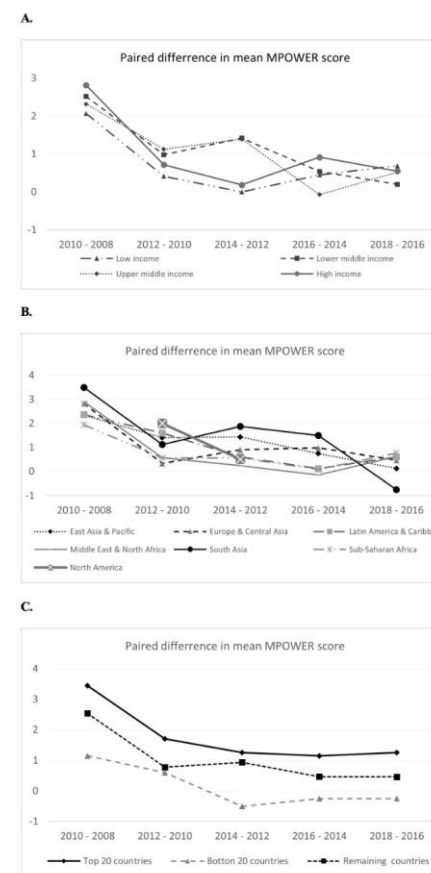 A.
Paired difference in mean MPOWER score
3
2
1
0
-1
2010 - 2008 2012 - 2010 2014 - 2012 2016 - 2014 2018 - 2016
Low income Lower middle income
Upper middle income High income
B.
Paired difference in mean MPOWER score
4
3
2
1
0
-1
2010 - 2008 2012 - 2010 2014 - 2012 2016 - 2014 2018 - 2016
East Asia & Pacific Europe & Central Asia Latin America & Caribb
Middle East & North Africa South Asia Sub-Saharan Africa
North America
C.
Paired differrence in mean MPOWER score
4
3
2
1
0
-1
2010 - 2008 2012 - 2010 2014 - 2012 2016 - 2014 2018 - 2016
Top 20 countries Botton 20 countries Remaining countries